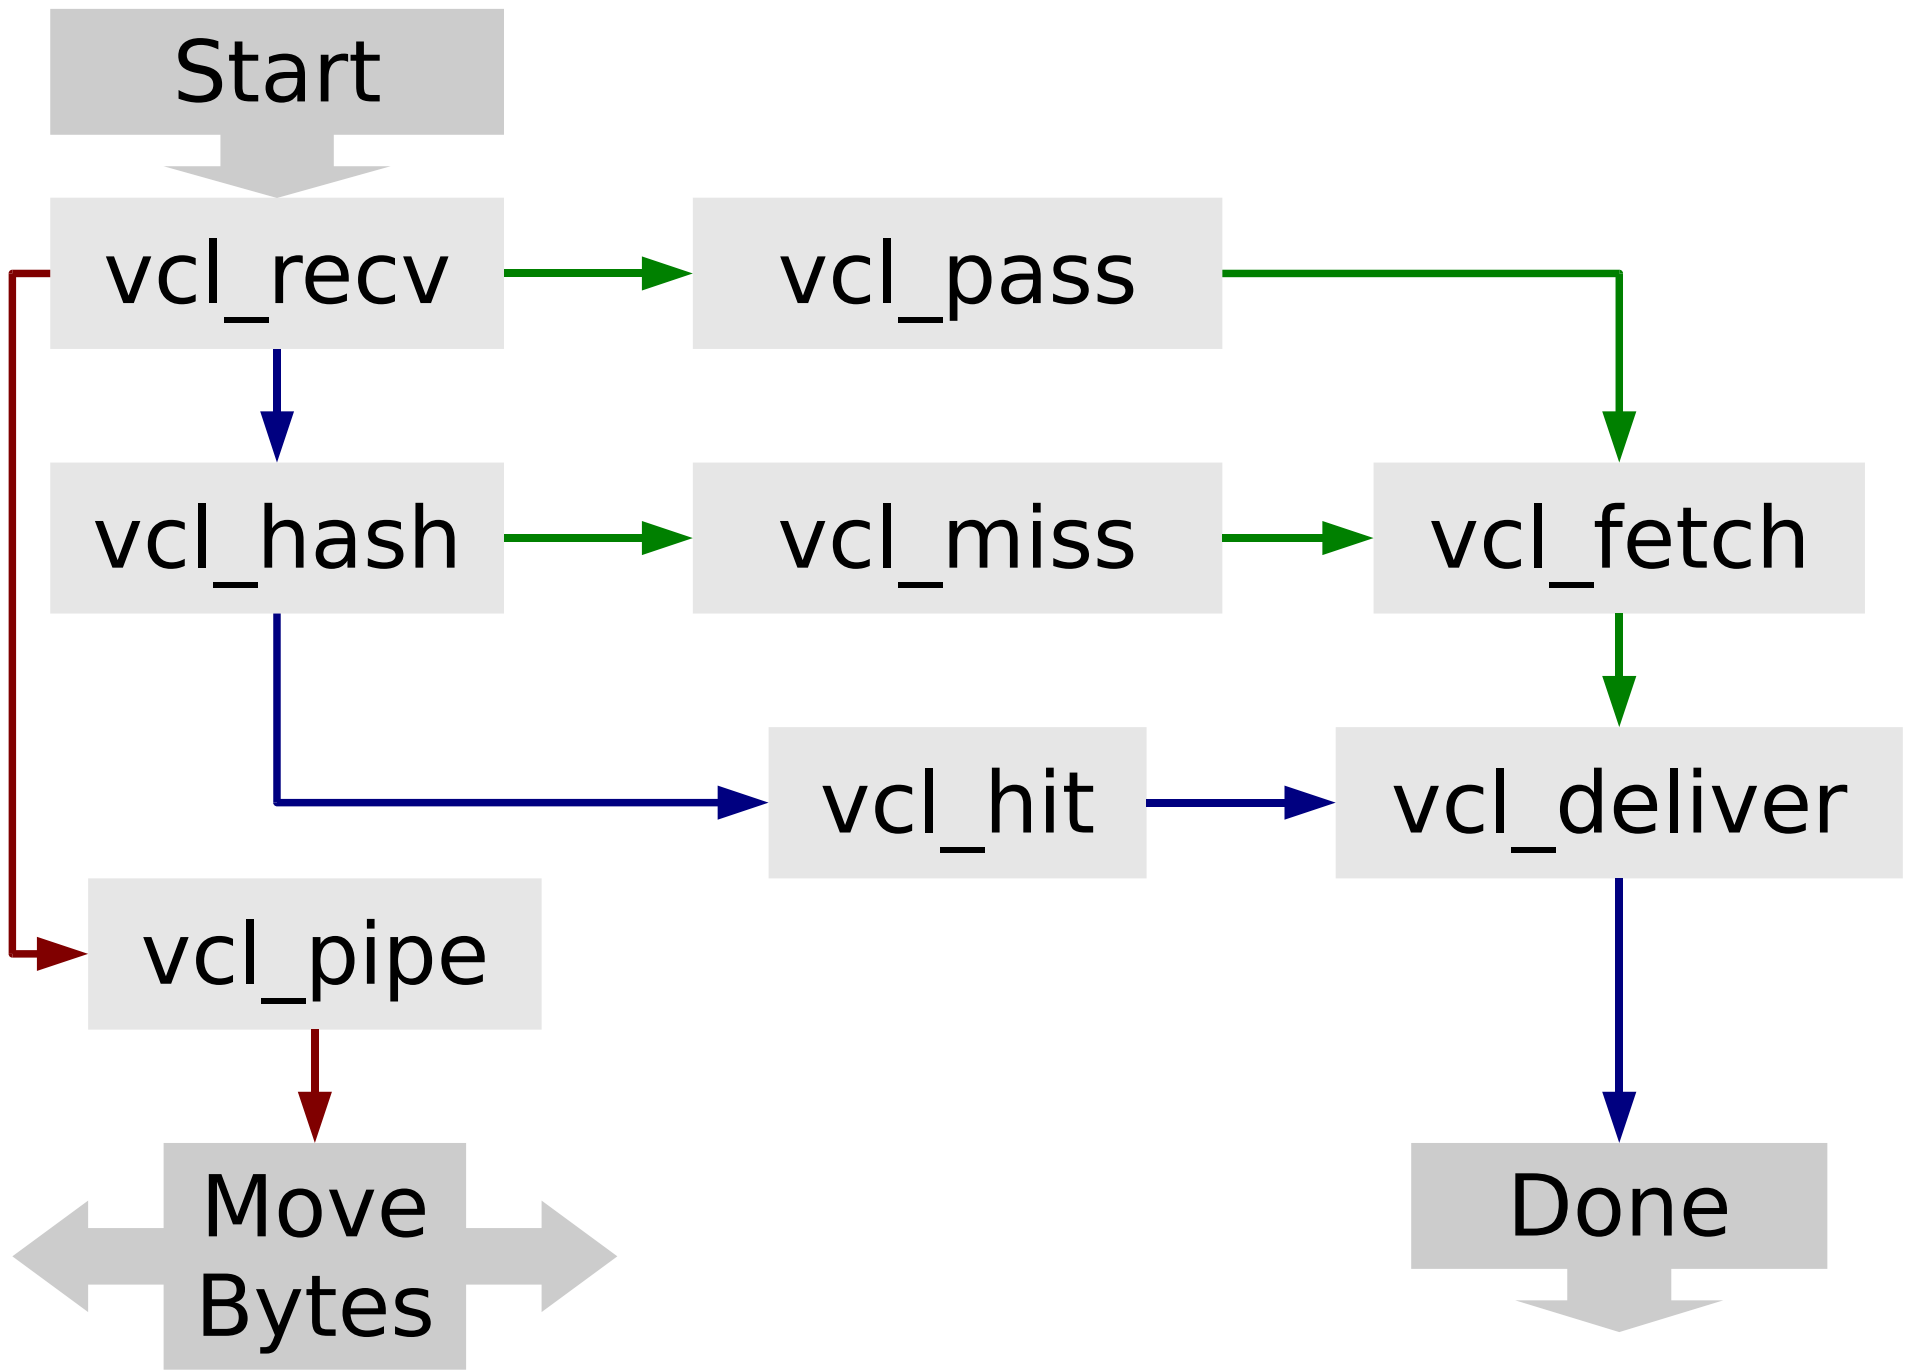 Start
vcl_recv
vcl_pass
vcl_hash
vcl_miss
vcl_fetch
vcl_hit
vcl_deliver
vcl_pipe
Move
Bytes
Done